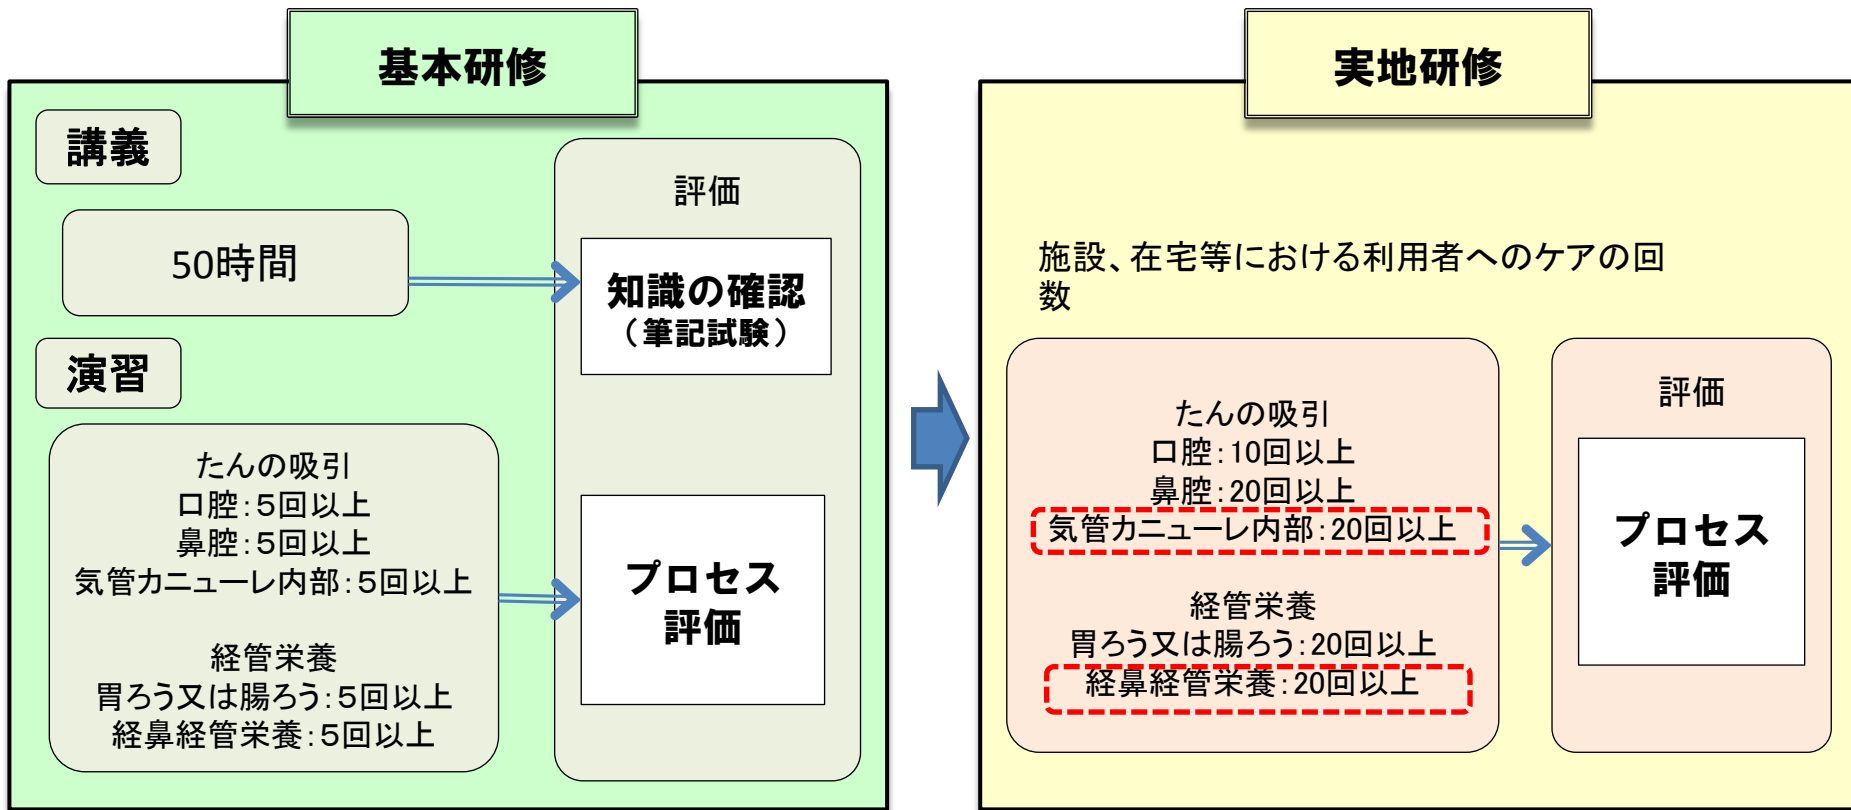 基本研修
講義
50時間
演習
たんの吸引
口腔：５回以上
鼻腔：５回以上
気管カニューレ内部：５回以上
経管栄養
胃ろう又は腸ろう：５回以上
経鼻経管栄養：５回以上
評価
知識の確認
（筆記試験）
プロセス
評価
実地研修
施設、在宅等における利用者へのケアの回
数
たんの吸引
口腔：10回以上
鼻腔：20回以上
気管カニューレ内部：20回以上
経管栄養
胃ろう又は腸ろう：20回以上
経鼻経管栄養：20回以上
評価
プロセス
評価